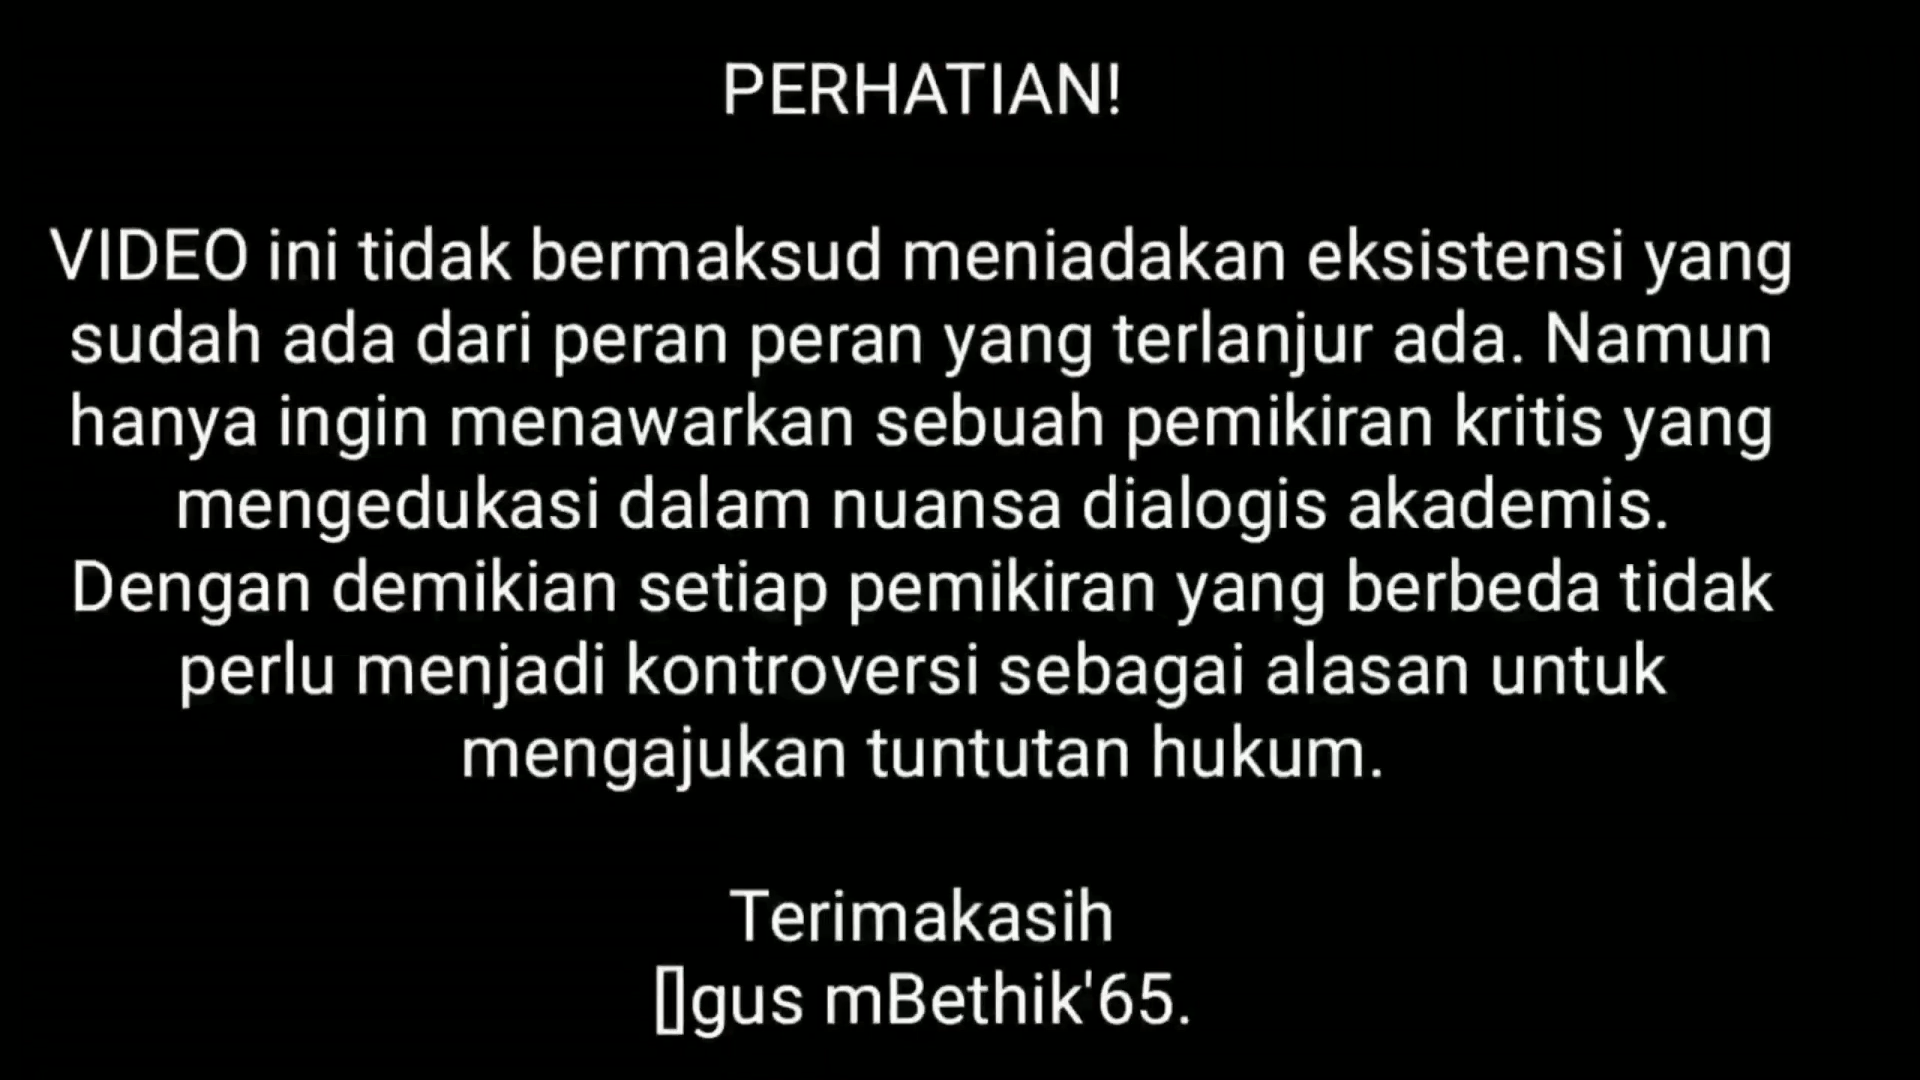 PERHATIAN!
VIDEO ini tidak bermaksud meniadakan eksistensi yang
sudah ada dari peran peran yang terlanjur ada. Namun
hanya ingin menawarkan sebuah pemikiran kritis yang
mengedukasi dalam nuansa dialogis akademis.
Dengan demikian setiap pemikiran yang berbeda tidak
perlu menjadi kontroversi sebagai alasan untuk
mengajukan tuntutan hukum.
Terimakasih
▯gus mBethik'65.